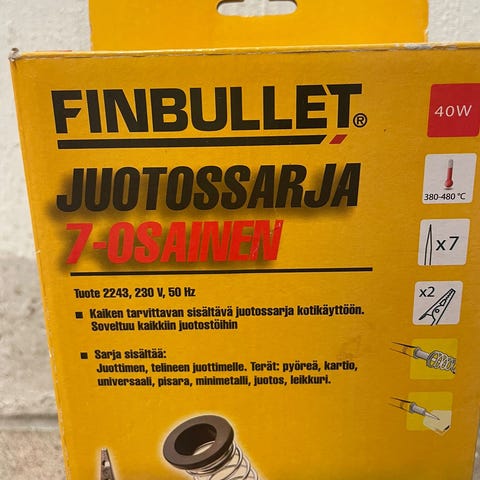 FINBULLET®
40W
JUOTOSSARJA
380-480 °C
7-OSAINEN
x7
Tuote 2243, 230 V, 50 Hz
x2
▪ Kaiken tarvittavan sisältävä juotossarja kotikäyttöön.
Soveltuu kaikkiin juotostöihin
▪ Sarja sisältää:
Juottimen, telineen juottimelle. Terät: pyöreä, kartio,
universaali, pisara, minimetalli, juotos, leikkuri.